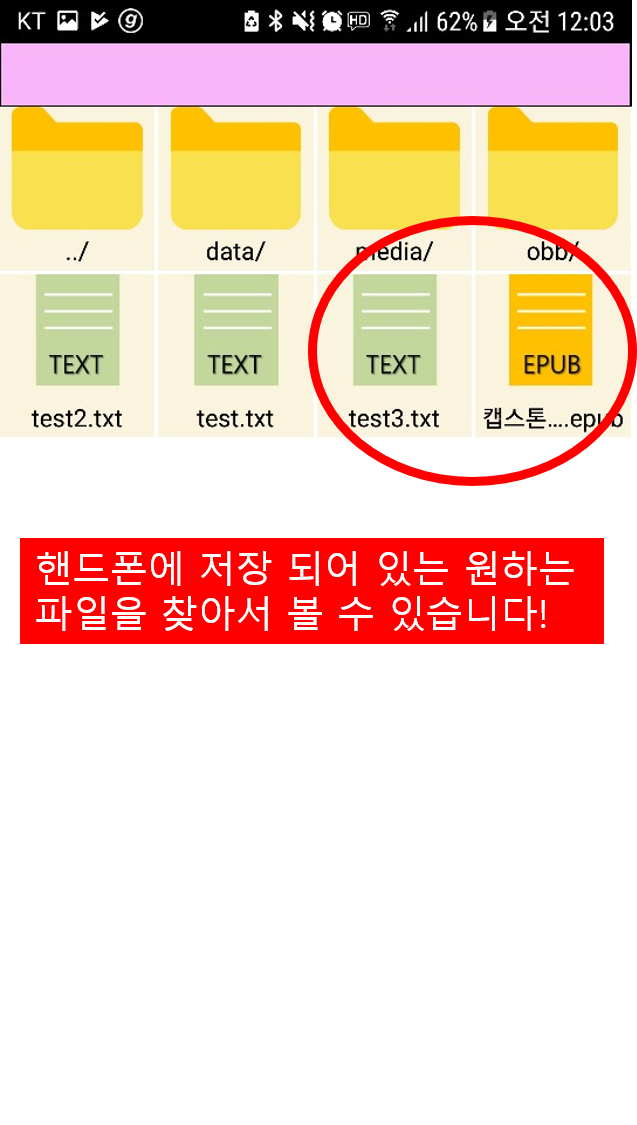 KT HD 62% 오전 12:03
../ data/ media/ obb/
TEXT TEXT TEXT EPUB
test2.txt test.txt test3.txt 캡스톤....epub
핸드폰에 저장 되어 있는 원하는
파일을 찾아서 볼 수 있습니다!